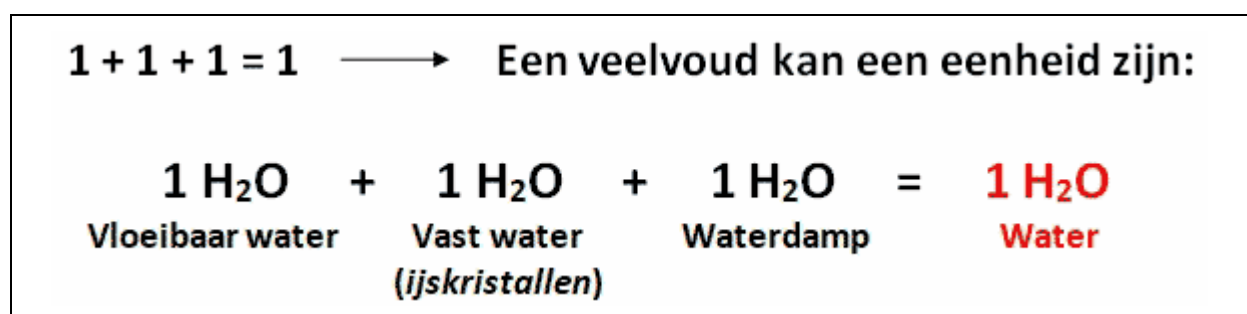 1 + 1 + 1 = 1 ⟶ Een veelvoud kan een eenheid zijn:
1 H₂O + 1 H₂O + 1 H₂O = 1 H₂O
Vloeibaar water Vast water Waterdamp Water
(ijskristallen)